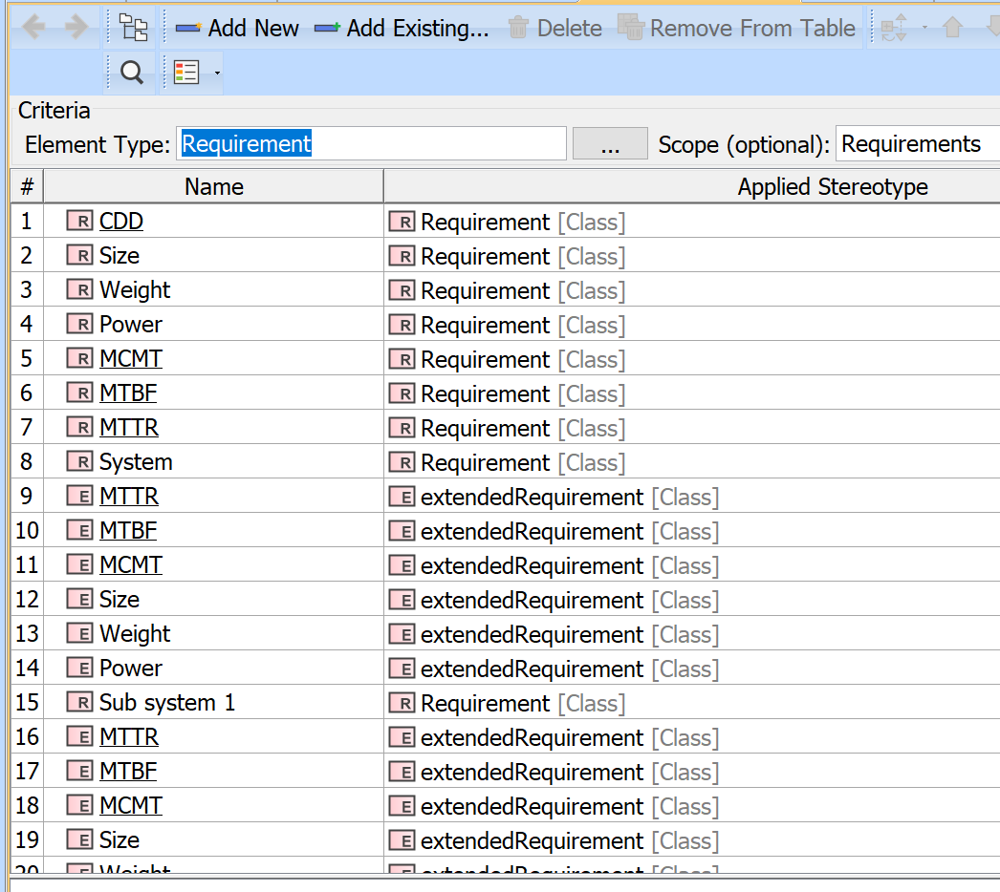 Add New Add Existing... Delete Remove From Table
Criteria
Element Type: Requirement ... Scope (optional): Requirements
# Name Applied Stereotype
1 R CDD R Requirement [Class]
2 R Size R Requirement [Class]
3 R Weight R Requirement [Class]
4 R Power R Requirement [Class]
5 R MCMT R Requirement [Class]
6 R MTBF R Requirement [Class]
7 R MTTR R Requirement [Class]
8 R System R Requirement [Class]
9 E MTTR E extendedRequirement [Class]
10 E MTBF E extendedRequirement [Class]
11 E MCMT E extendedRequirement [Class]
12 E Size E extendedRequirement [Class]
13 E Weight E extendedRequirement [Class]
14 E Power E extendedRequirement [Class]
15 R Sub system 1 R Requirement [Class]
16 E MTTR E extendedRequirement [Class]
17 E MTBF E extendedRequirement [Class]
18 E MCMT E extendedRequirement [Class]
19 E Size E extendedRequirement [Class]
20 E Weight E extendedRequirement [Class]